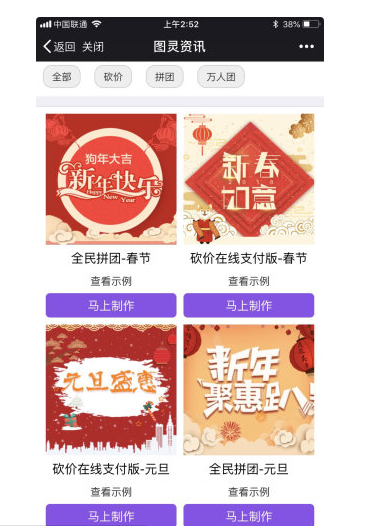 中国联通 上午2:52 38%
返回 关闭 图灵资讯
全部 砍价 拼团 万人团
狗年大吉
新年快乐
Happy
New Year
新春
2018
如意
全民拼团-春节 砍价在线支付版-春节
查看示例 查看示例
马上制作 马上制作
元旦盛惠
新年
聚惠趴
砍价在线支付版-元旦 全民拼团-元旦
查看示例 查看示例
马上制作 马上制作